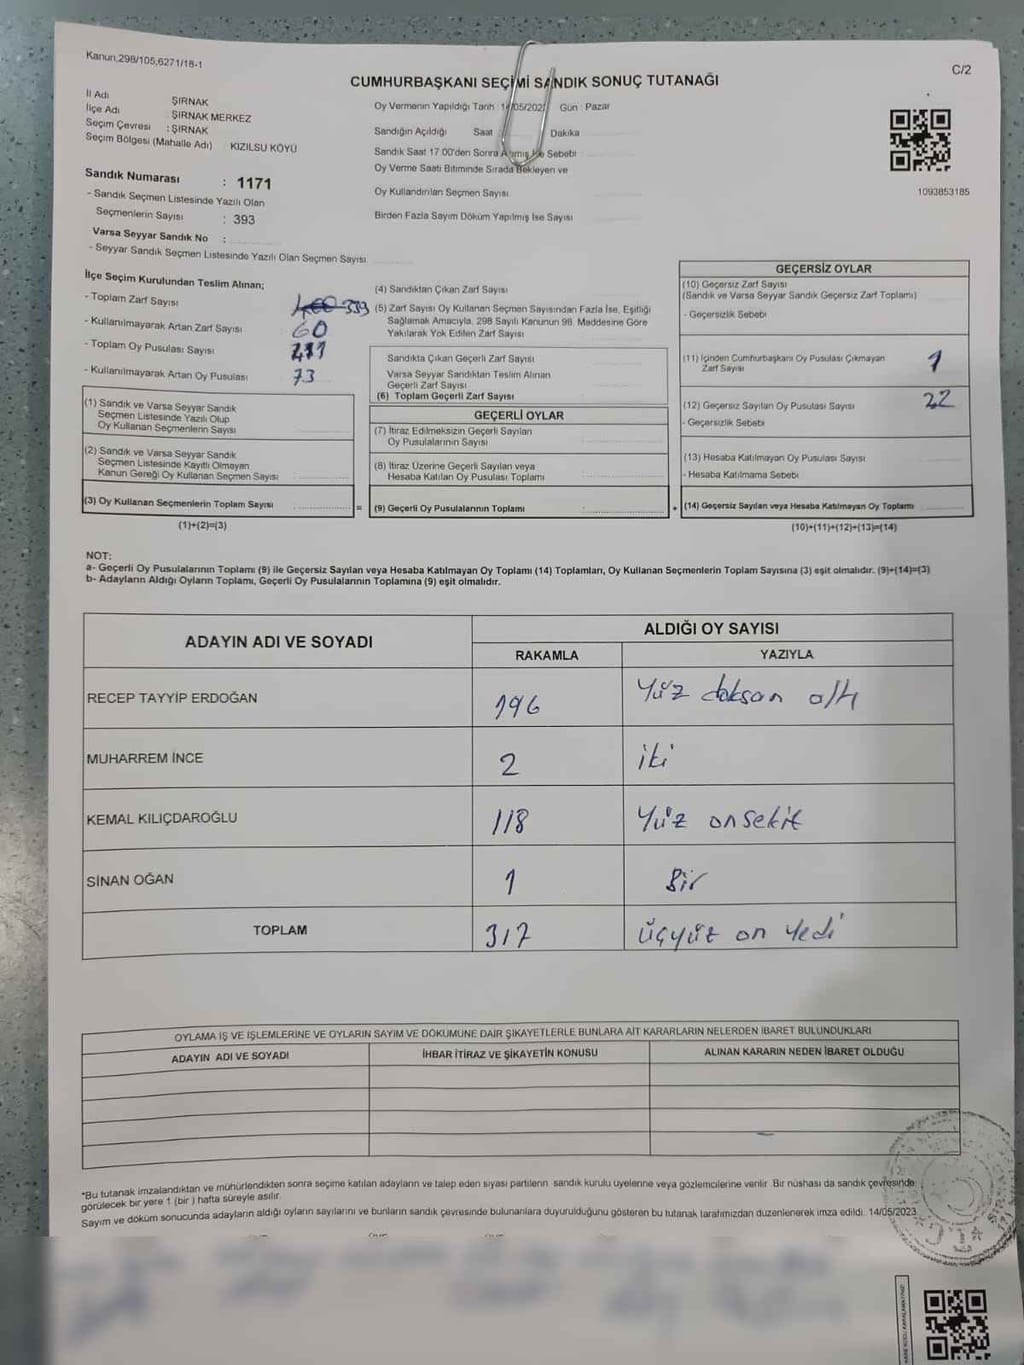 Kanun,298/105,6271/18-1
C/2
CUMHURBAŞKANI SEÇİMİ SANDIK SONUÇ TUTANAĞI
İl Adı ŞIRNAK
İlçe Adı : ŞIRNAK MERKEZ
Seçim Çevresi : ŞIRNAK
Seçim Bölgesi (Mahalle Adı) KIZILSU KÖYÜ
Sandık Numarası : 1171
- Sandık Seçmen Listesinde Yazılı Olan
Seçmenlerin Sayısı : 393
Varsa Seyyar Sandık No :
- Seyyar Sandık Seçmen Listesinde Yazılı Olan Seçmen Sayısı
Oy Vermenin Yapıldığı Tarih : 14/05/2023 Gün : Pazar
Sandığın Açıldığı Saat Dakika
Sandık Saat 17.00'den Sonra Açılmış İse Sebebi
Oy Verme Saati Bitiminde Sırada Bekleyen ve
Oy Kullandırılan Seçmen Sayısı
Birden Fazla Sayım Döküm Yapılmış İse Sayısı
1093853185
İlçe Seçim Kurulundan Teslim Alınan;
- Toplam Zarf Sayısı
- Kullanılmayarak Artan Zarf Sayısı 60
- Toplam Oy Pusulası Sayısı
- Kullanılmayarak Artan Oy Pusulası 73
(1) Sandık ve Varsa Seyyar Sandık
Seçmen Listesinde Yazılı Olup
Oy Kullanan Seçmenlerin Sayısı
(2) Sandık ve Varsa Seyyar Sandık
Seçmen Listesinde Kayıtlı Olmayan
Kanun Gereği Oy Kullanan Seçmen Sayısı
(3) Oy Kullanan Seçmenlerin Toplam Sayısı
(1)+(2)=(3)
=
(4) Sandıktan Çıkan Zarf Sayısı
(5) Zarf Sayısı Oy Kullanan Seçmen Sayısından Fazla İse, Eşitliği
Sağlamak Amacıyla, 298 Sayılı Kanunun 98. Maddesine Göre
Yakılarak Yok Edilen Zarf Sayısı
Sandıkta Çıkan Geçerli Zarf Sayısı
Varsa Seyyar Sandıktan Teslim Alınan
Geçerli Zarf Sayısı
(6) Toplam Geçerli Zarf Sayısı
GEÇERLİ OYLAR
(7) İtiraz Edilmeksizin Geçerli Sayılan
Oy Pusulalarının Sayısı
(8) İtiraz Üzerine Geçerli Sayılan veya
Hesaba Katılan Oy Pusulası Toplamı
(9) Geçerli Oy Pusulalarının Toplamı
+
GEÇERSİZ OYLAR
(10) Geçersiz Zarf Sayısı
(Sandık ve Varsa Seyyar Sandık Geçersiz Zarf Toplamı)
- Geçersizlik Sebebi
(11) İçinden Cumhurbaşkanı Oy Pusulası Çıkmayan 1
Zarf Sayısı
(12) Geçersiz Sayılan Oy Pusulası Sayısı 22
- Geçersizlik Sebebi
(13) Hesaba Katılmayan Oy Pusulası Sayısı
- Hesaba Katılmama Sebebi
(14) Geçersiz Sayılan veya Hesaba Katılmayan Oy Toplamı
(10)+(11)+(12)+(13)=(14)
NOT:
a- Geçerli Oy Pusulalarının Toplamı (9) ile Geçersiz Sayılan veya Hesaba Katılmayan Oy Toplamı (14) Toplamları, Oy Kullanan Seçmenlerin Toplam Sayısına (3) eşit olmalıdır. (9)+(14)=(3)
b- Adayların Aldığı Oyların Toplamı, Geçerli Oy Pusulalarının Toplamına (9) eşit olmalıdır.
ADAYIN ADI VE SOYADI ALDIĞI OY SAYISI
RAKAMLA YAZIYLA
RECEP TAYYİP ERDOĞAN 196 Yüz doksan altı
MUHARREM İNCE 2 iki
KEMAL KILIÇDAROĞLU 118 Yüz onsekiz
SİNAN OĞAN 1 Bir
TOPLAM 317 üçyüz on yedi
OYLAMA İŞ VE İŞLEMLERİNE VE OYLARIN SAYIM VE DÖKÜMÜNE DAİR ŞİKAYETLERLE BUNLARA AİT KARARLARIN NELERDEN İBARET BULUNDUKLARI
ADAYIN ADI VE SOYADI İHBAR İTİRAZ VE ŞİKAYETİN KONUSU ALINAN KARARIN NEDEN İBARET OLDUĞU
*Bu tutanak imzalandıktan ve mühürlendikten sonra seçime katılan adayların ve talep eden siyasi partilerin sandık kurulu üyelerine veya gözlemcilerine verilir. Bir nüshası da sandık çevresinde
görülecek bir yere 1 (bir) hafta süreyle asılır.
Sayım ve döküm sonucunda adayların aldığı oyların sayılarını ve bunların sandık çevresinde bulunanlara duyurulduğunu gösteren bu tutanak tarafımızdan düzenlenerek imza edildi. 14/05/2023